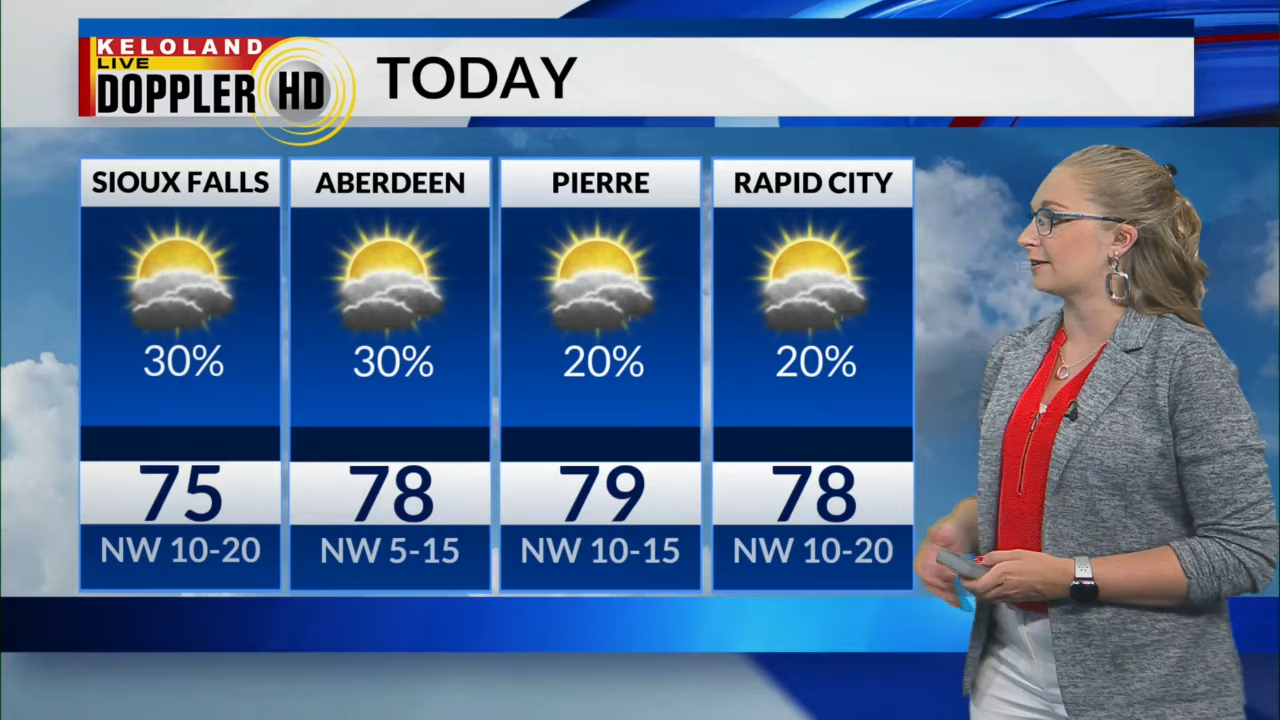 KELOLAND
LIVE
DOPPLER HD
TODAY
SIOUX FALLS
30%
75
NW 10-20
ABERDEEN
30%
78
NW 5-15
PIERRE
20%
79
NW 10-15
RAPID CITY
20%
78
NW 10-20